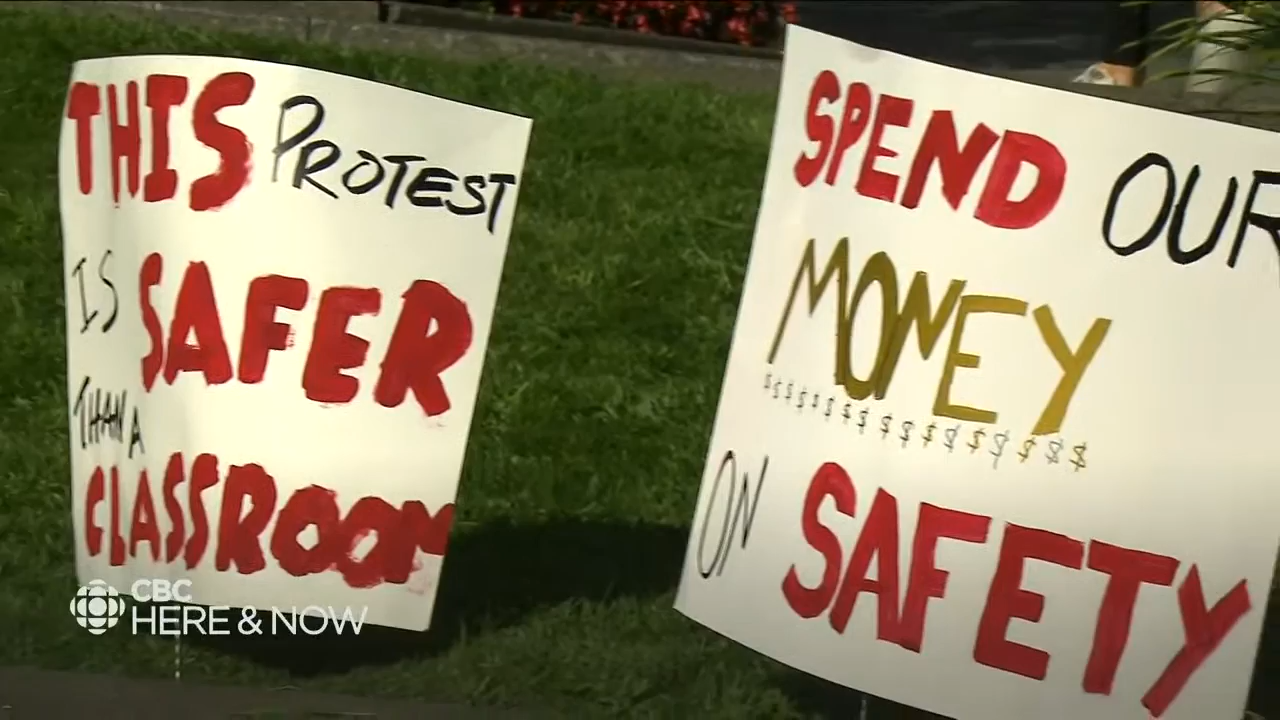 THIS PROTEST
IS SAFER
THAN A
CLASSROOM
SPEND OUR
MONEY
$$$$$$$$$$$$$$$$$$
ON SAFETY
CBC
HERE & NOW